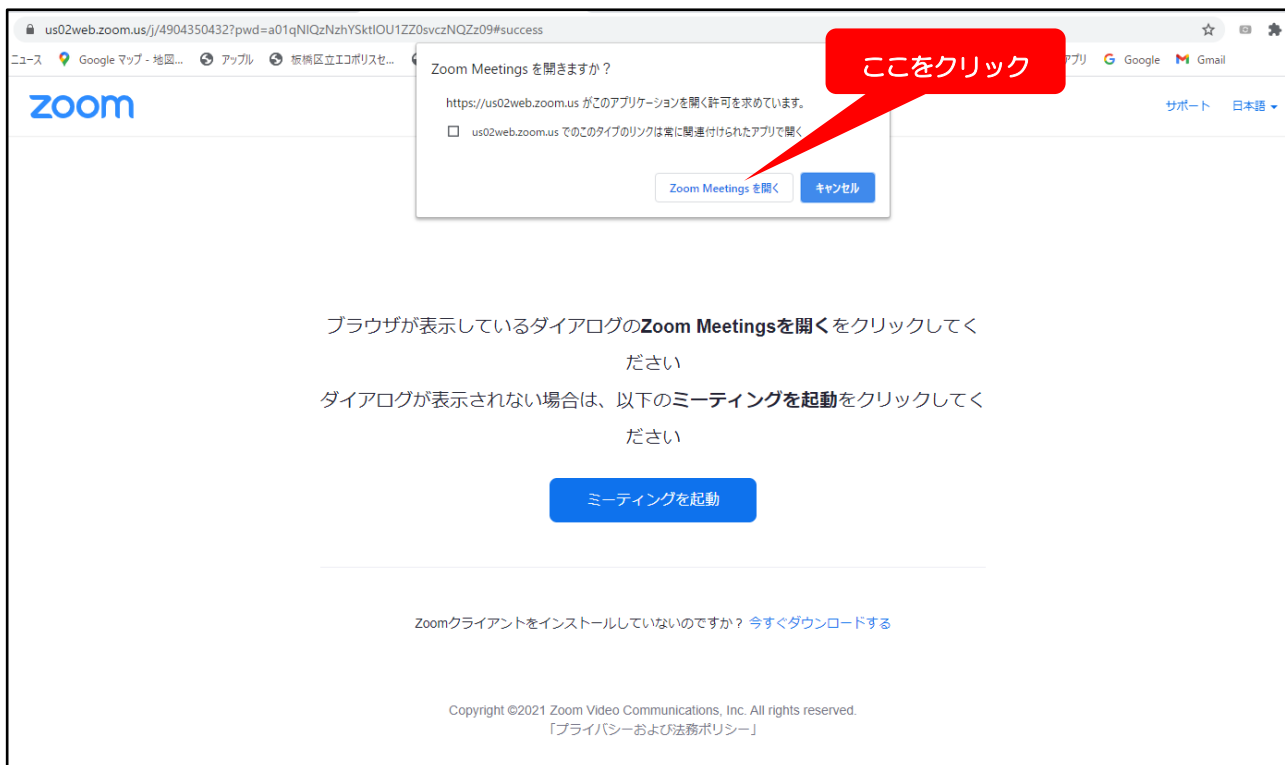 us02web.zoom.us/j/4904350432?pwd=a01qNlQzNzhYSktIOU1ZZ0svczNQZz09#success
ニュース Google マップ - 地図... アップル 板橋区立エコポリスセ... アプリ Google Gmail
ここをクリック
Zoom Meetings を開きますか？
https://us02web.zoom.us がこのアプリケーションを開く許可を求めています。
us02web.zoom.us でのこのタイプのリンクは常に関連付けられたアプリで開く
Zoom Meetings を開く キャンセル
zoom サポート 日本語
ブラウザが表示しているダイアログのZoom Meetingsを開くをクリックしてく
ださい
ダイアログが表示されない場合は、以下のミーティングを起動をクリックしてく
ださい
ミーティングを起動
Zoomクライアントをインストールしていないのですか？ 今すぐダウンロードする
Copyright ©2021 Zoom Video Communications, Inc. All rights reserved.
「プライバシーおよび法務ポリシー」